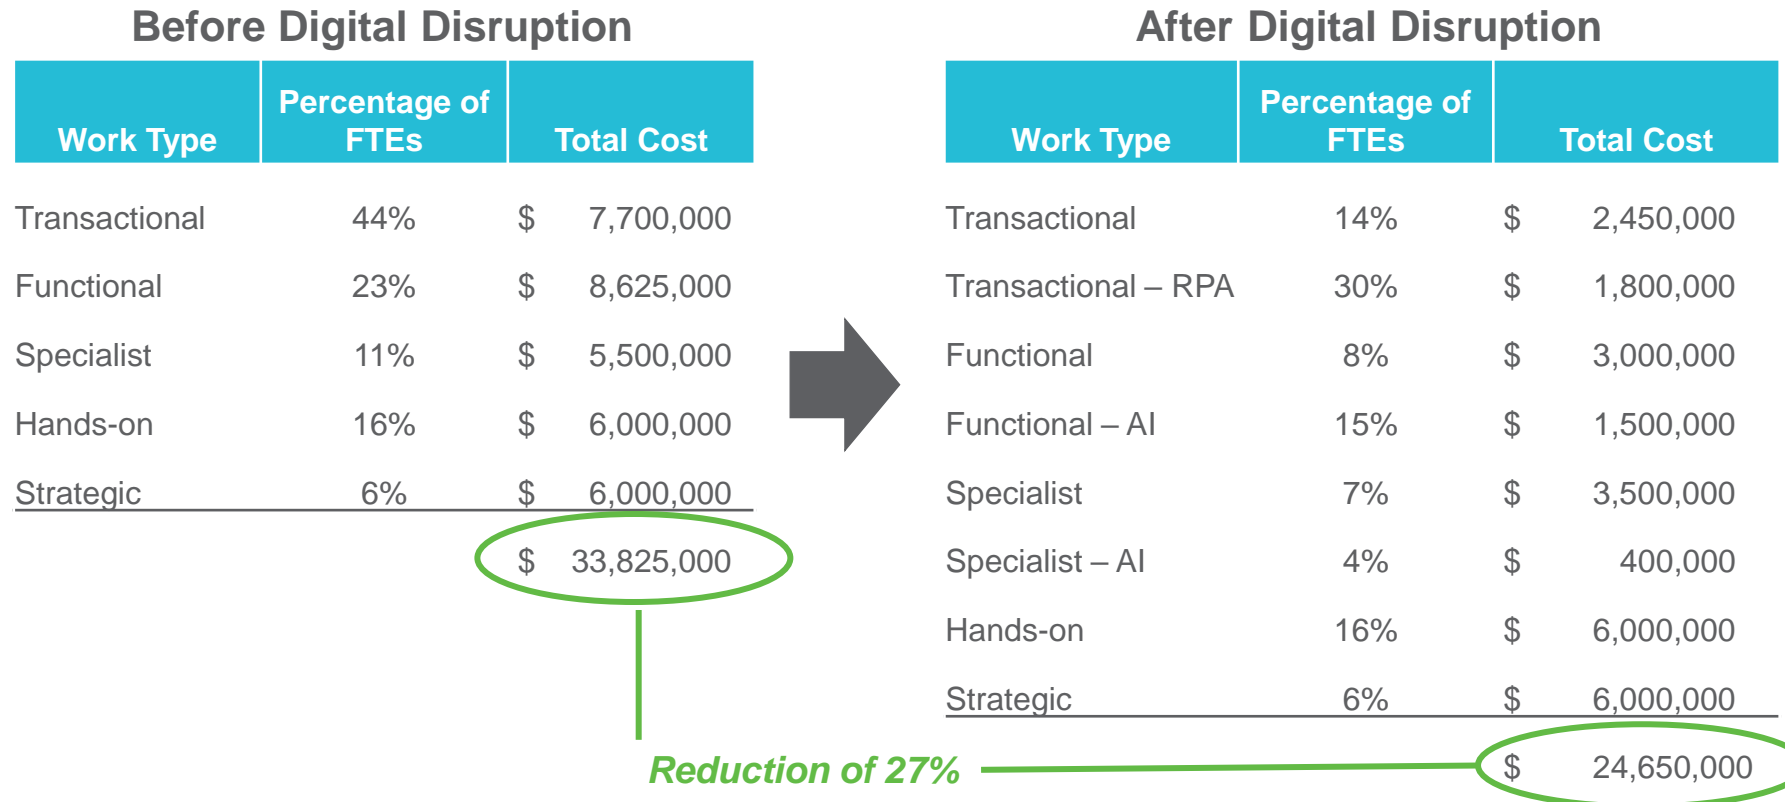 Before Digital Disruption
Work Type Percentage of FTEs Total Cost
Transactional 44% $ 7,700,000
Functional 23% $ 8,625,000
Specialist 11% $ 5,500,000
Hands-on 16% $ 6,000,000
Strategic 6% $ 6,000,000
$ 33,825,000
After Digital Disruption
Work Type Percentage of FTEs Total Cost
Transactional 14% $ 2,450,000
Transactional – RPA 30% $ 1,800,000
Functional 8% $ 3,000,000
Functional – AI 15% $ 1,500,000
Specialist 7% $ 3,500,000
Specialist – AI 4% $ 400,000
Hands-on 16% $ 6,000,000
Strategic 6% $ 6,000,000
$ 24,650,000
Reduction of 27%